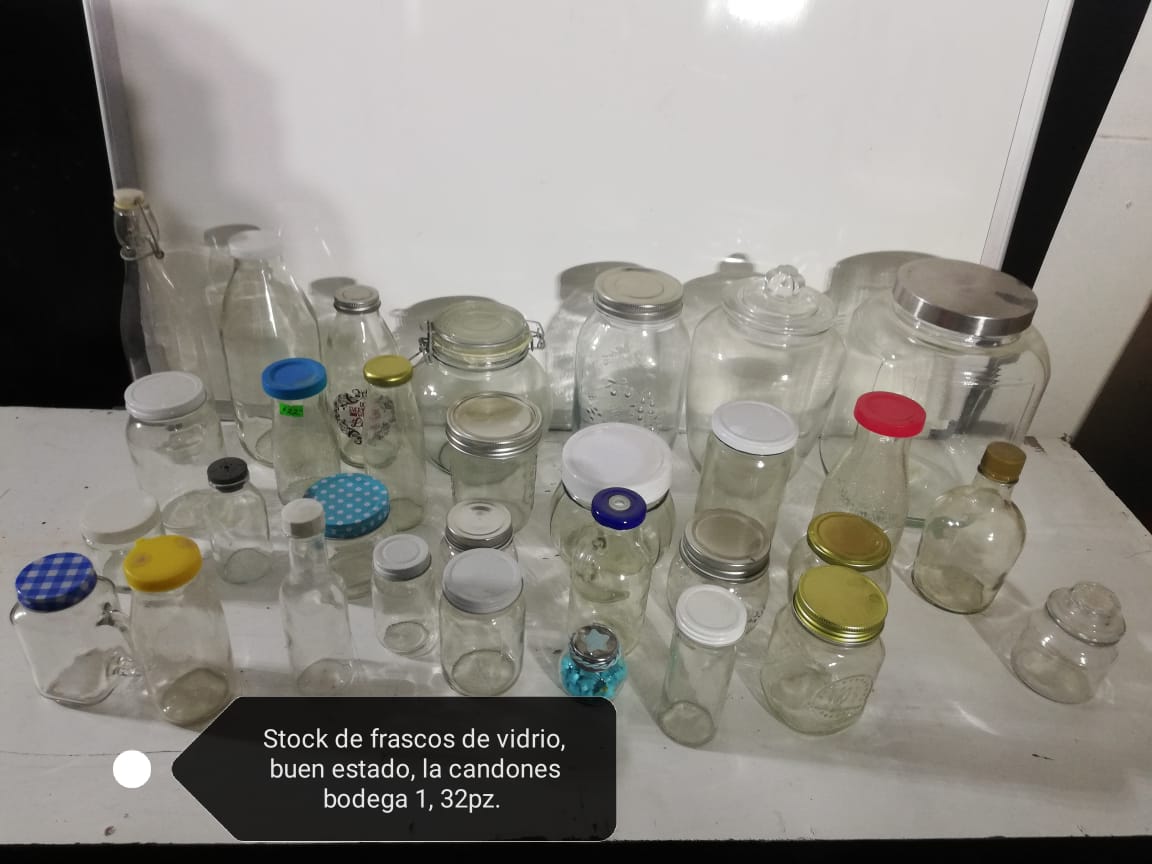 Stock de frascos de vidrio,
buen estado, la candones
bodega 1, 32pz.